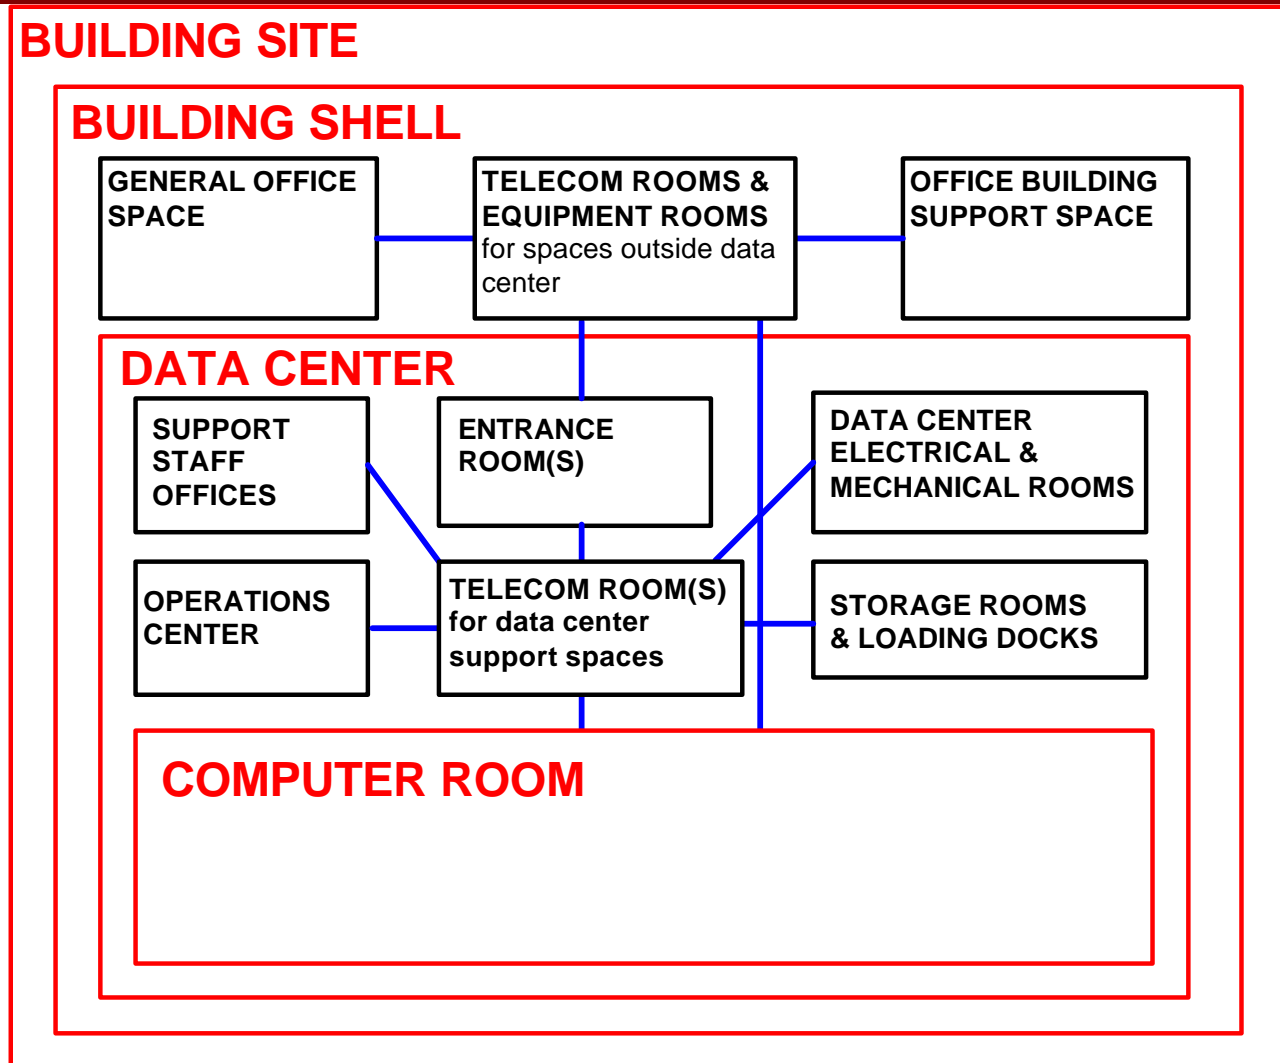 BUILDING SITE
BUILDING SHELL
GENERAL OFFICE
SPACE
TELECOM ROOMS &
EQUIPMENT ROOMS
for spaces outside data
center
OFFICE BUILDING
SUPPORT SPACE
DATA CENTER
SUPPORT
STAFF
OFFICES
ENTRANCE
ROOM(S)
DATA CENTER
ELECTRICAL &
MECHANICAL ROOMS
OPERATIONS
CENTER
TELECOM ROOM(S)
for data center
support spaces
STORAGE ROOMS
& LOADING DOCKS
COMPUTER ROOM